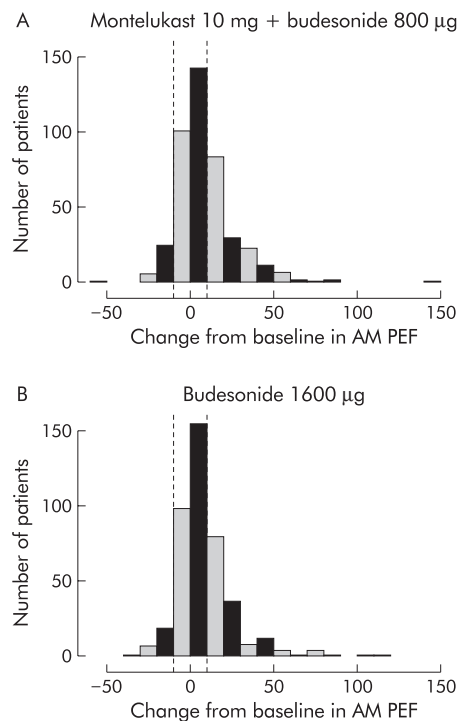 A
Montelukast 10 mg + budesonide 800 μg
150
100
50
0
Number of patients
−50 0 50 100 150
Change from baseline in AM PEF
B
Budesonide 1600 μg
150
100
50
0
Number of patients
−50 0 50 100 150
Change from baseline in AM PEF